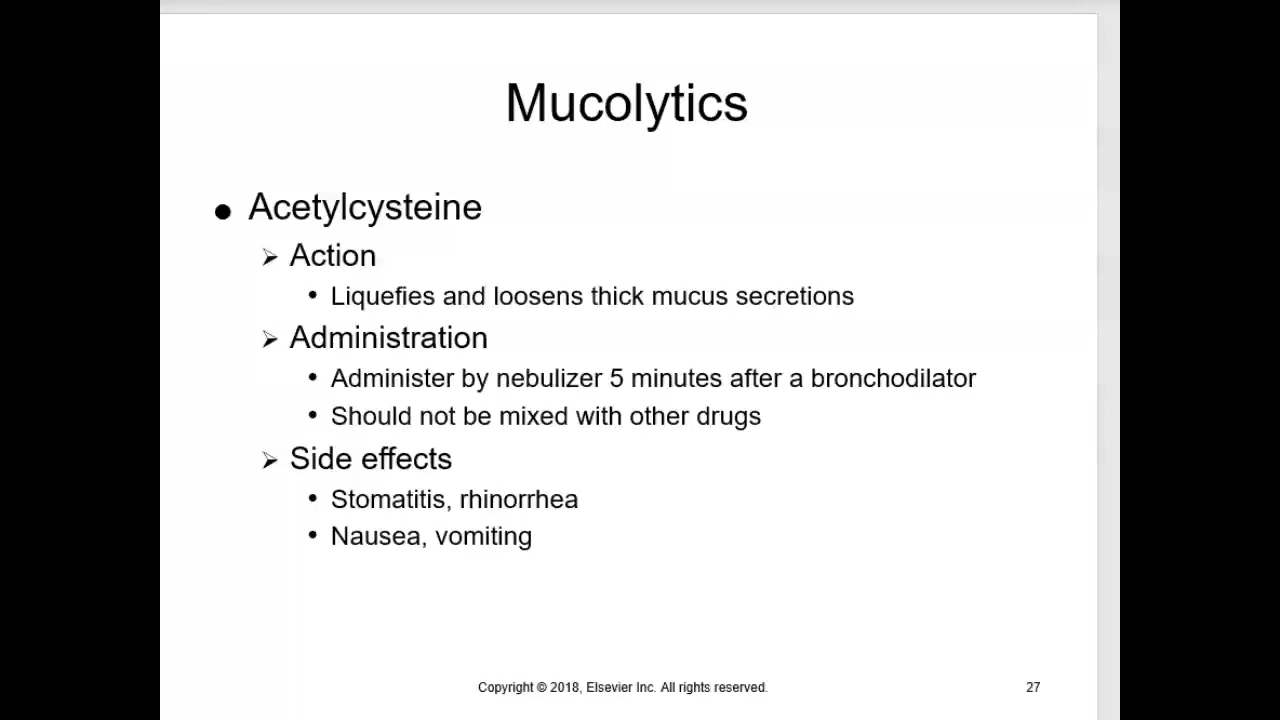 Mucolytics
● Acetylcysteine
➢ Action
• Liquefies and loosens thick mucus secretions
➢ Administration
• Administer by nebulizer 5 minutes after a bronchodilator
• Should not be mixed with other drugs
➢ Side effects
• Stomatitis, rhinorrhea
• Nausea, vomiting
Copyright © 2018, Elsevier Inc. All rights reserved.
27